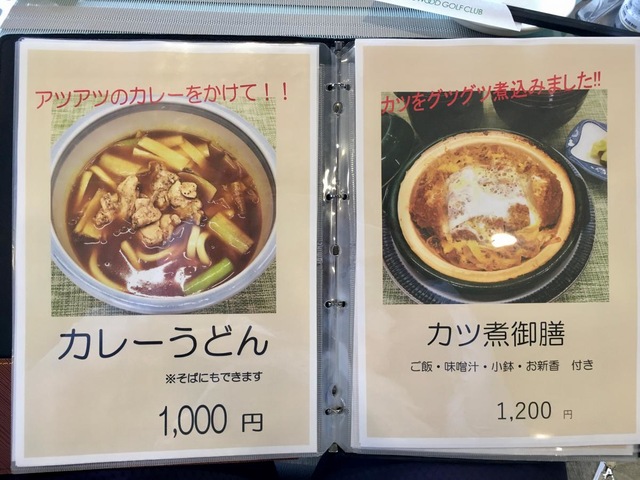 GOLF CLUB
アツアツのカレーをかけて！！
カレーうどん
※そばにもできます
1,000 円
カツをグツグツ煮込みました!!
カツ煮御膳
ご飯・味噌汁・小鉢・お新香 付き
1,200 円